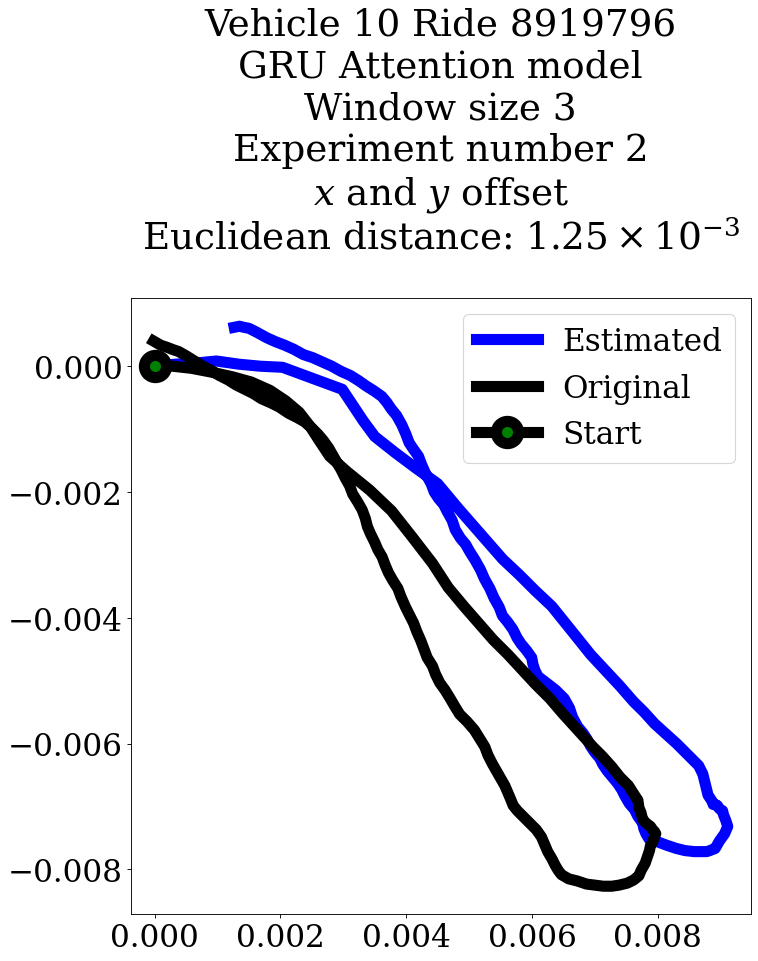 Vehicle 10 Ride 8919796
GRU Attention model
Window size 3
Experiment number 2
x and y offset
Euclidean distance: 1.25 × 10⁻³
Estimated
Original
Start
0.000
−0.002
−0.004
−0.006
−0.008
0.000 0.002 0.004 0.006 0.008